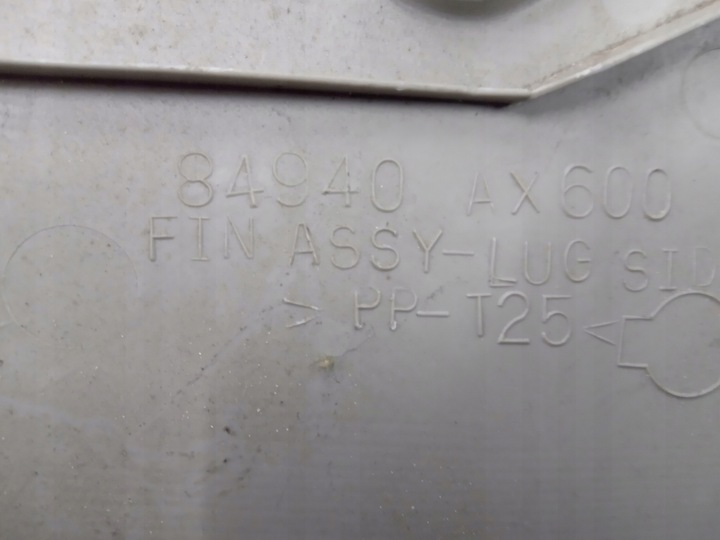 84940 AX600
FIN ASSY-LUG SID
> PP-T25 <